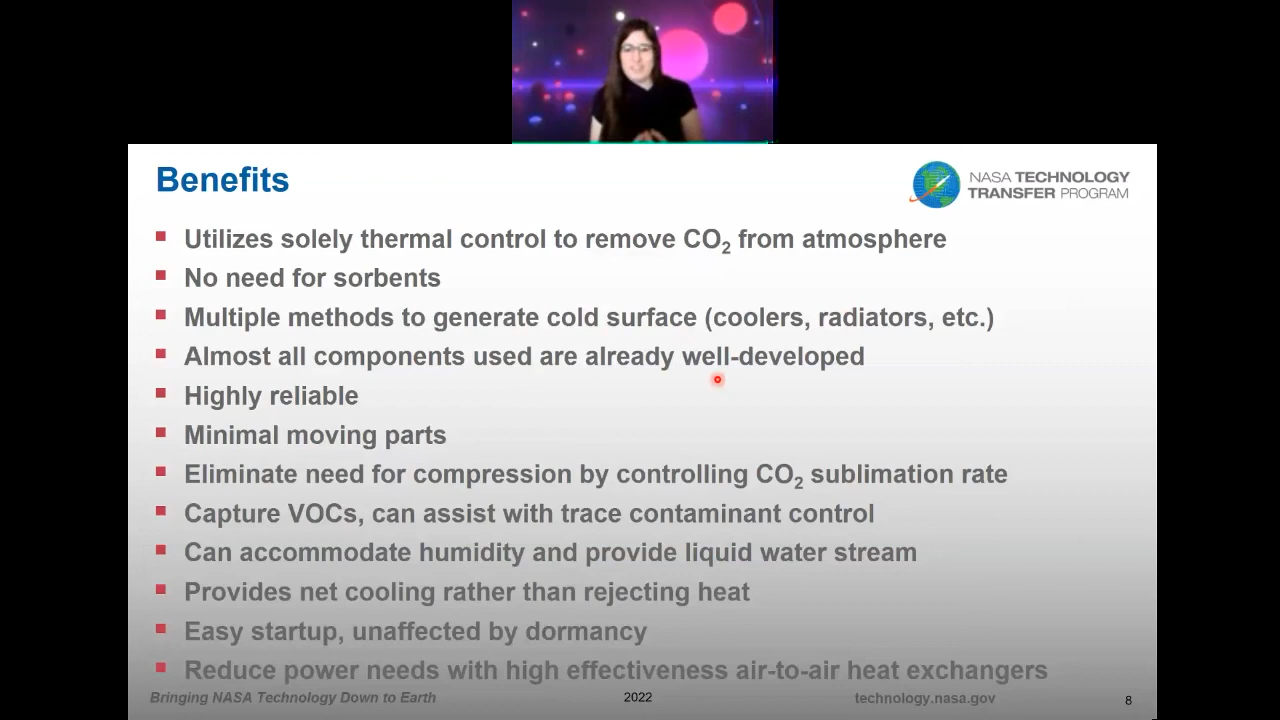 Benefits
NASA TECHNOLOGY
TRANSFER PROGRAM
Utilizes solely thermal control to remove CO₂ from atmosphere
No need for sorbents
Multiple methods to generate cold surface (coolers, radiators, etc.)
Almost all components used are already well-developed
Highly reliable
Minimal moving parts
Eliminate need for compression by controlling CO₂ sublimation rate
Capture VOCs, can assist with trace contaminant control
Can accommodate humidity and provide liquid water stream
Provides net cooling rather than rejecting heat
Easy startup, unaffected by dormancy
Reduce power needs with high effectiveness air-to-air heat exchangers
Bringing NASA Technology Down to Earth
2022
technology.nasa.gov
8